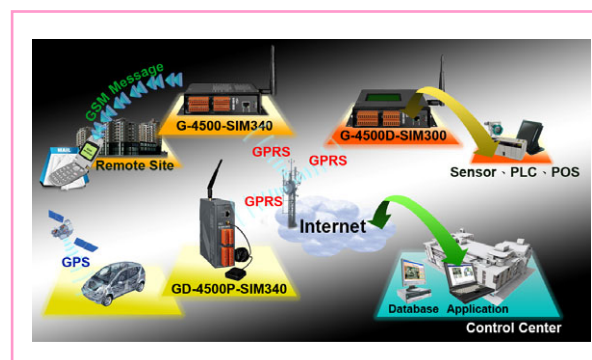 GSM Message
MAIL
G-4500-SIM340
G-4500D-SIM300
Remote Site
GPRS
GPRS
GPRS
Sensor、PLC、POS
Internet
GPS
GD-4500P-SIM340
Database Application
Control Center